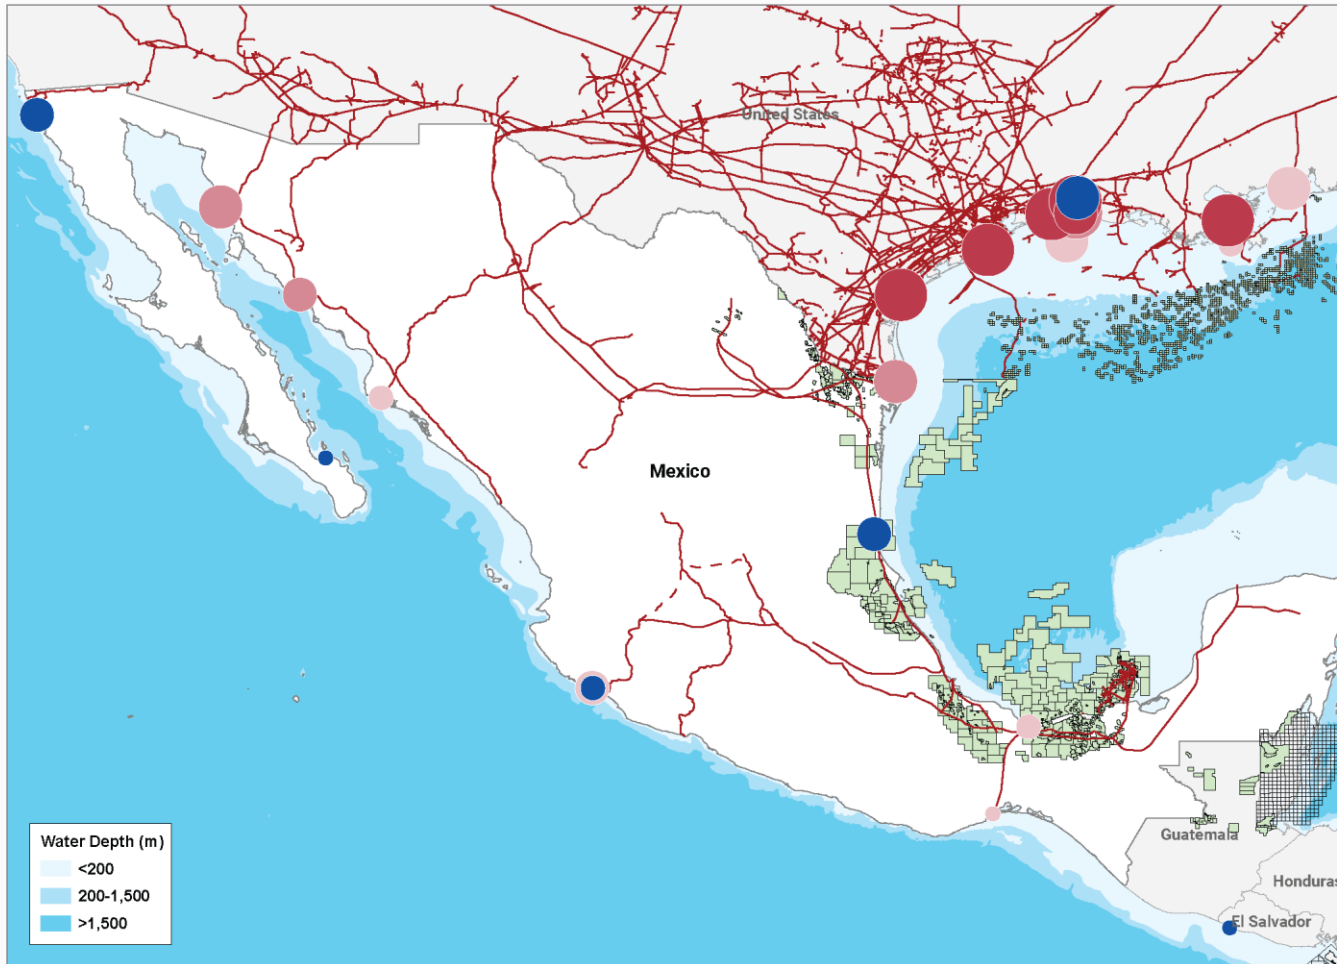 United States
Mexico
Guatemala
Honduras
El Salvador
Water Depth (m)
<200
200-1,500
>1,500